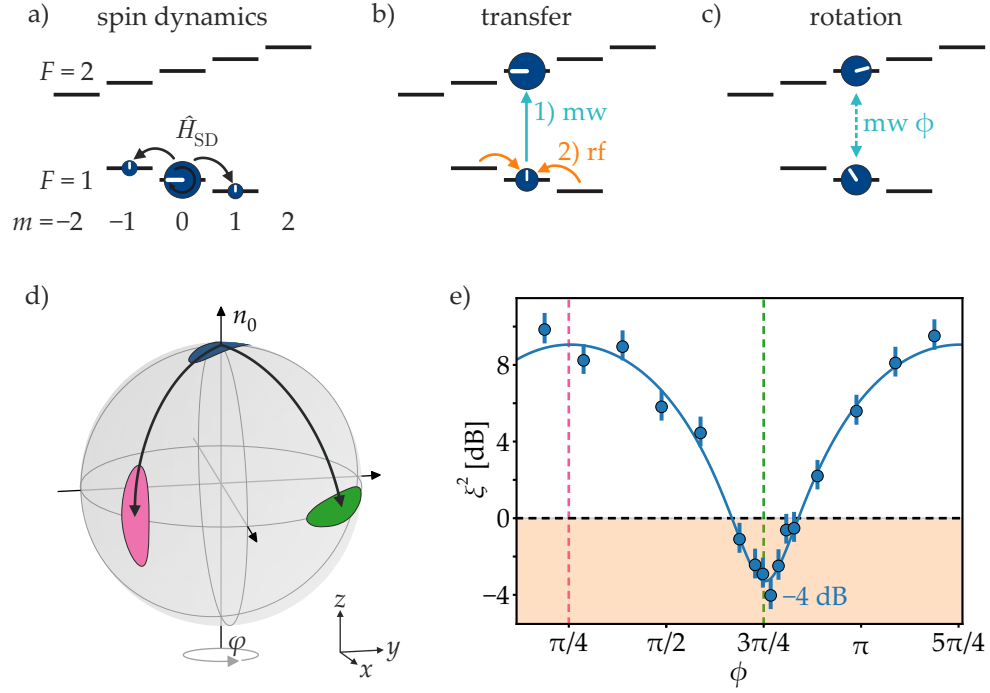 a) spin dynamics
F = 2
Ĥ_SD
F = 1
m = −2 −1 0 1 2
b) transfer
1) mw
2) rf
c) rotation
mw ϕ
d)
n₀
φ
z
y
x
e)
ξ² [dB]
8
4
0
−4
−4 dB
π/4 π/2 3π/4 π 5π/4
ϕ